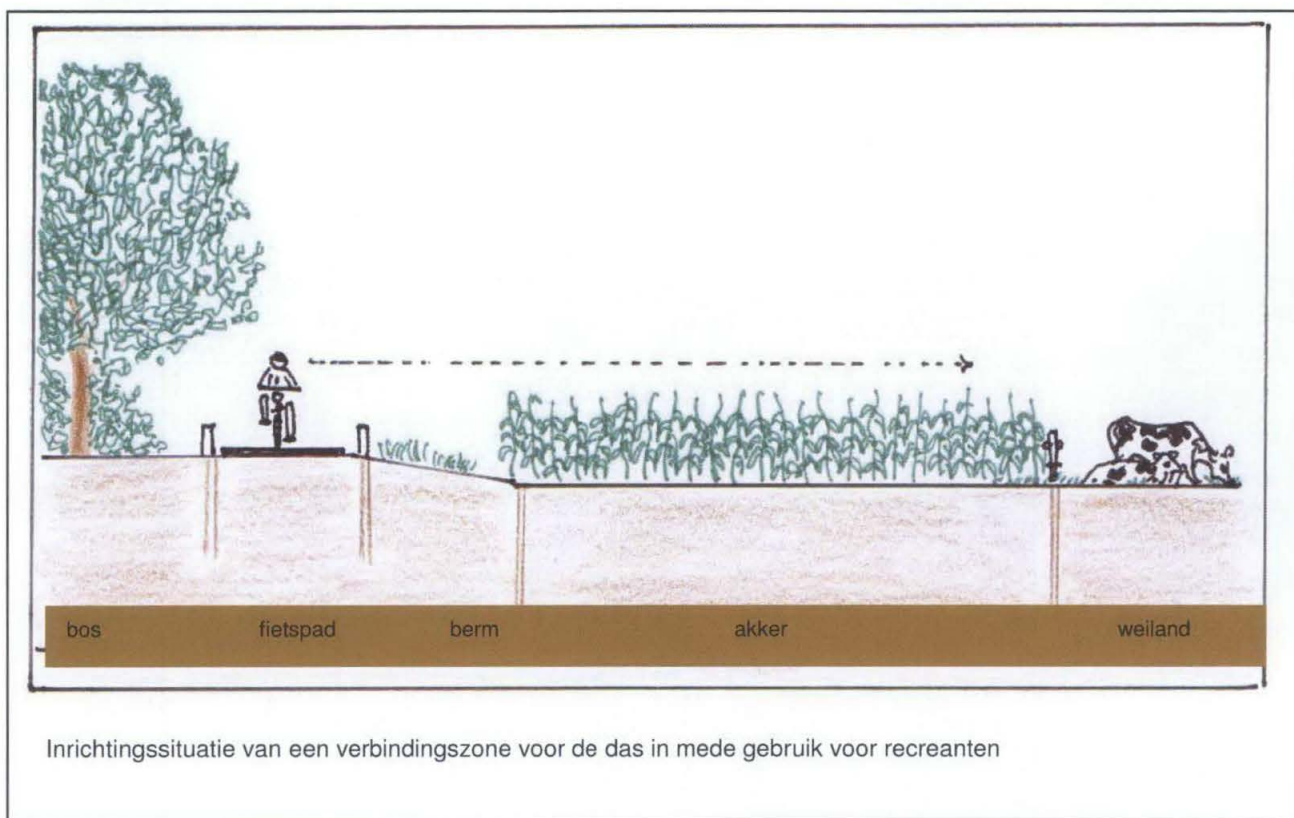 bos fietspad berm akker weiland
Inrichtingssituatie van een verbindingszone voor de das in mede gebruik voor recreanten